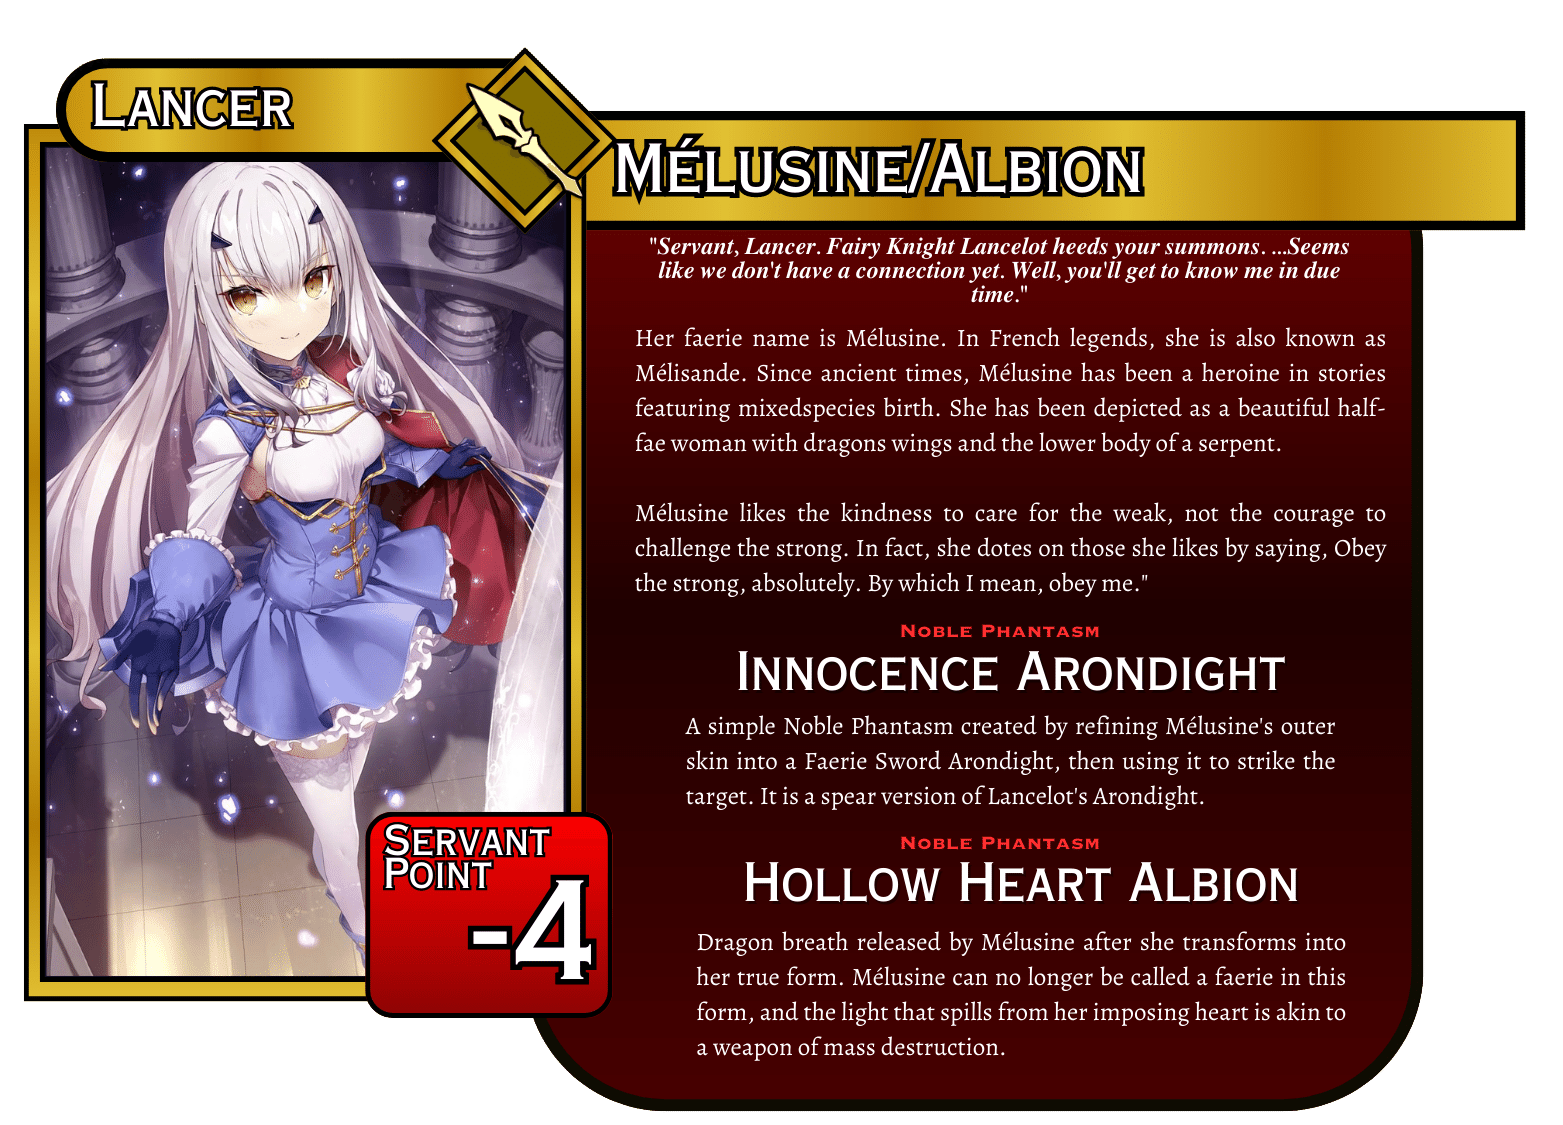 LANCER
MÉLUSINE/ALBION
"Servant, Lancer. Fairy Knight Lancelot heeds your summons. ...Seems
like we don't have a connection yet. Well, you'll get to know me in due
time."
Her faerie name is Mélusine. In French legends, she is also known as
Mélisande. Since ancient times, Mélusine has been a heroine in stories
featuring mixedspecies birth. She has been depicted as a beautiful half-
fae woman with dragons wings and the lower body of a serpent.
Mélusine likes the kindness to care for the weak, not the courage to
challenge the strong. In fact, she dotes on those she likes by saying, Obey
the strong, absolutely. By which I mean, obey me."
NOBLE PHANTASM
INNOCENCE ARONDIGHT
A simple Noble Phantasm created by refining Mélusine's outer
skin into a Faerie Sword Arondight, then using it to strike the
target. It is a spear version of Lancelot's Arondight.
NOBLE PHANTASM
HOLLOW HEART ALBION
Dragon breath released by Mélusine after she transforms into
her true form. Mélusine can no longer be called a faerie in this
form, and the light that spills from her imposing heart is akin to
a weapon of mass destruction.
SERVANT
POINT
-4